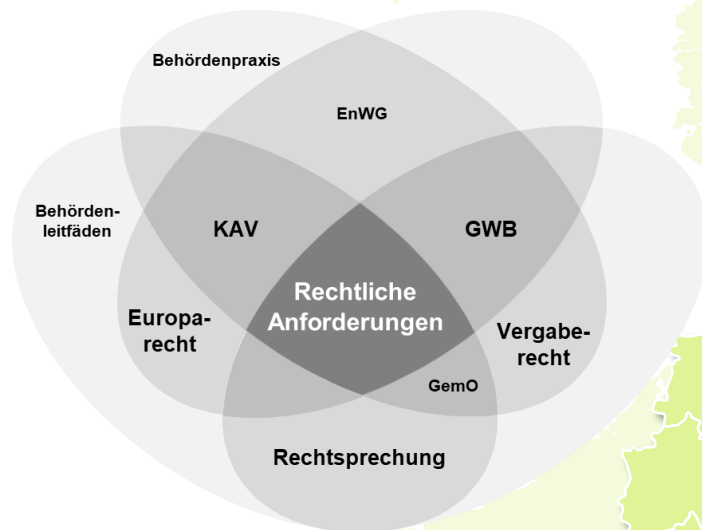 Behördenpraxis
EnWG
Behörden-
leitfäden
KAV
GWB
Rechtliche
Anforderungen
Europa-
recht
Vergabe-
recht
GemO
Rechtsprechung